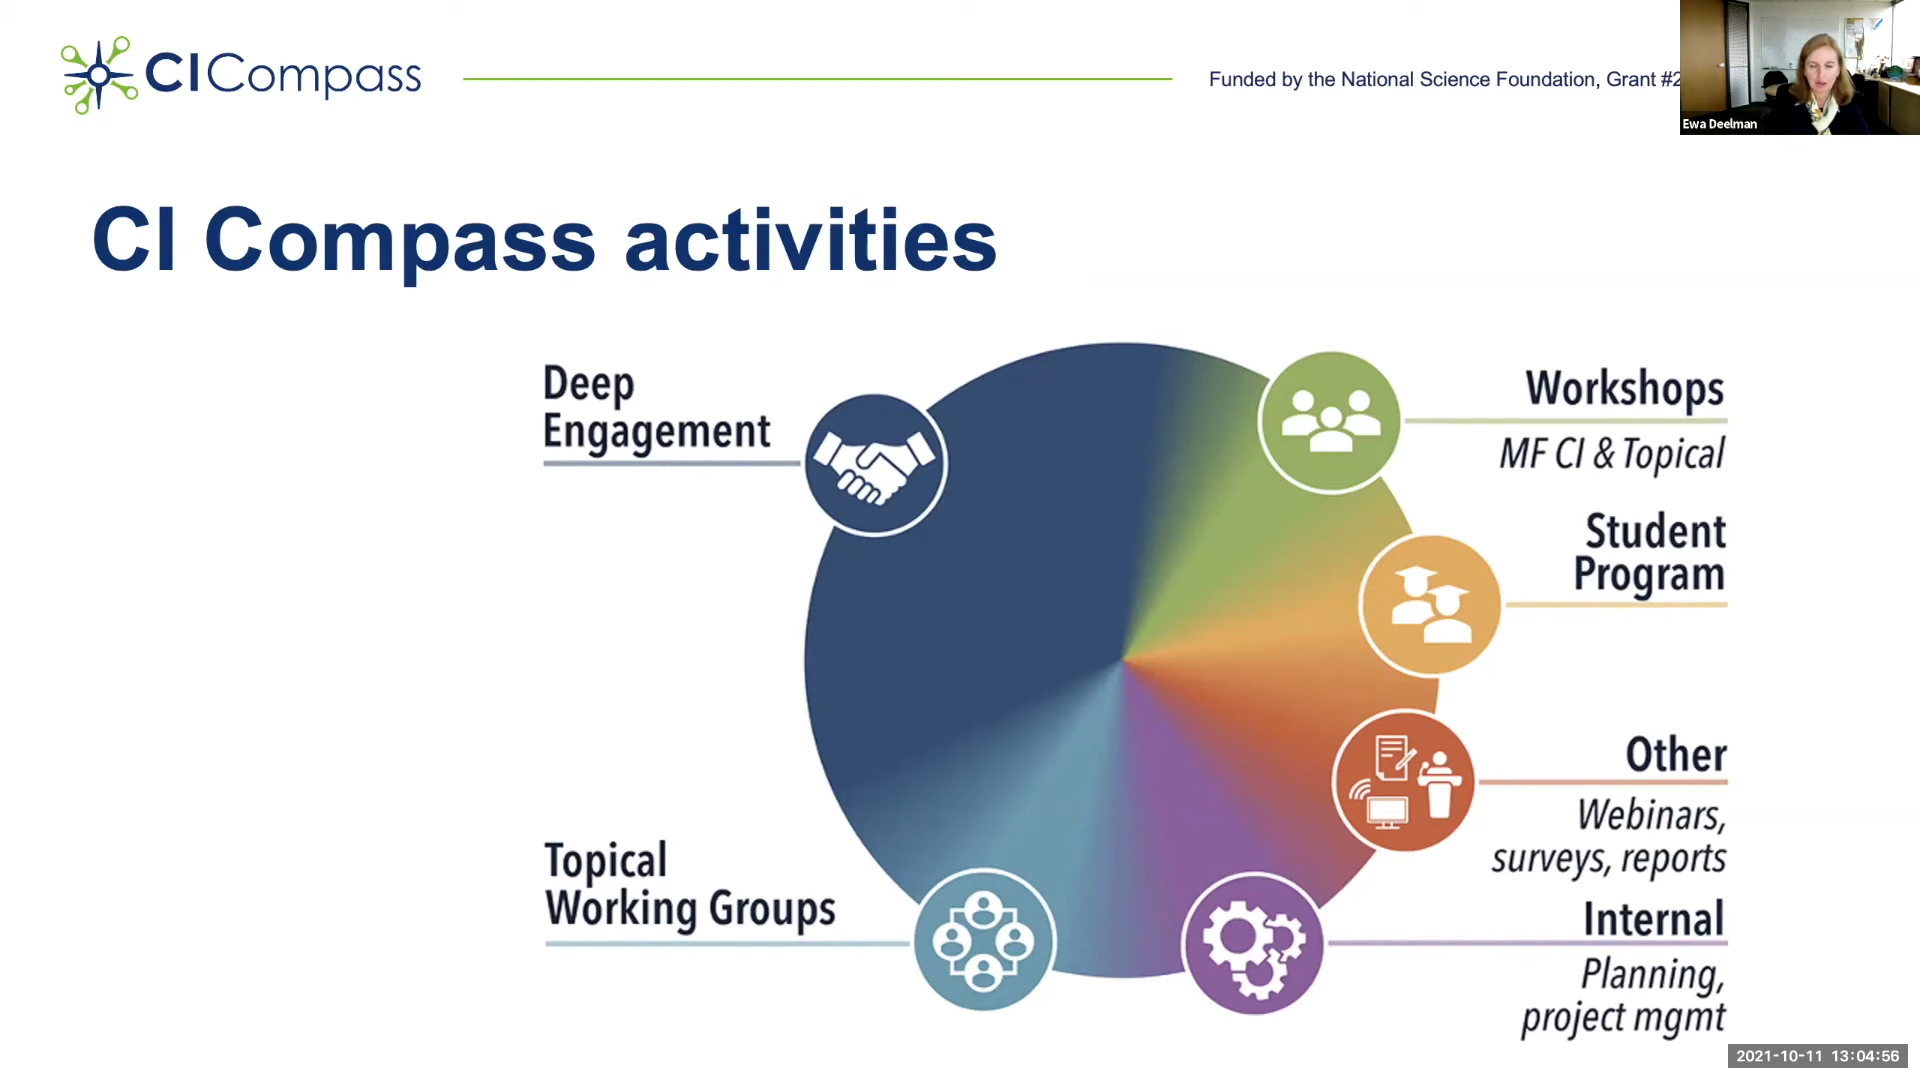 CICompass
Funded by the National Science Foundation, Grant #2
Ewa Deelman
CI Compass activities
Deep
Engagement
Workshops
MF CI & Topical
Student
Program
Other
Webinars,
surveys, reports
Topical
Working Groups
Internal
Planning,
project mgmt
2021-10-11 13:04:56